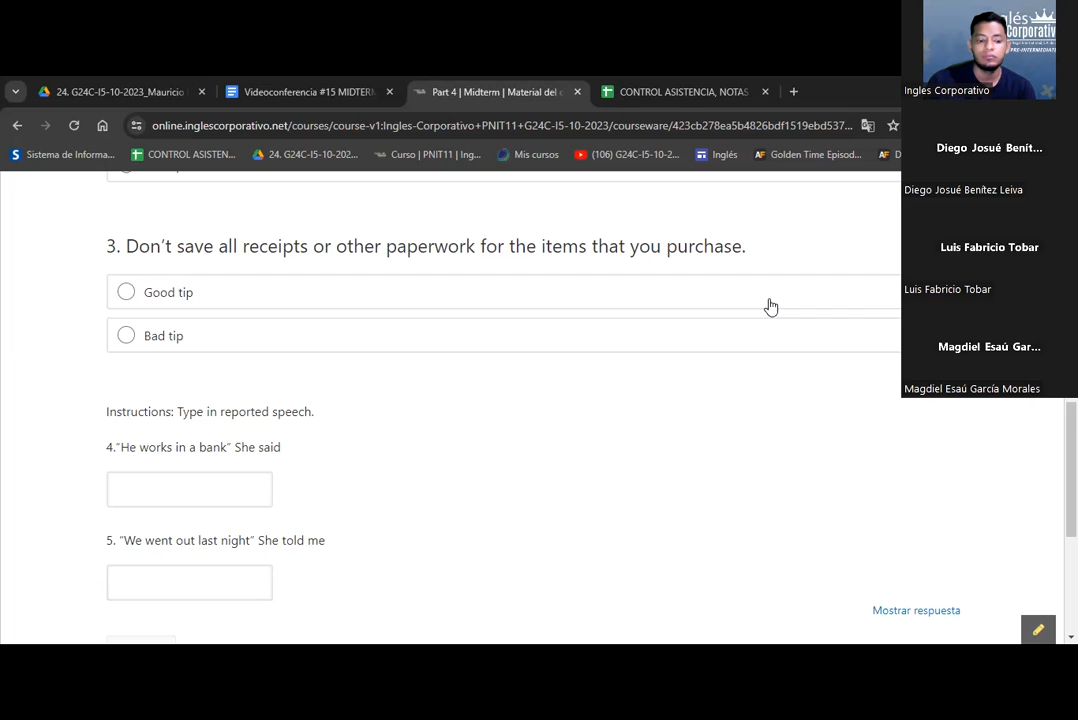 24. G24C-I5-10-2023_Mauricio
Videoconferencia #15 MIDTERM
Part 4 | Midterm | Material del c
CONTROL ASISTENCIA, NOTAS
online.inglescorporativo.net/courses/course-v1:Ingles-Corporativo+PNIT11+G24C-I5-10-2023/courseware/423cb278ea5b4826bdf1519ebd537...
Sistema de Informa...
CONTROL ASISTEN...
24. G24C-I5-10-202...
Curso | PNIT11 | Ing...
Mis cursos
(106) G24C-I5-10-2...
Inglés
Golden Time Episod...
3. Don’t save all receipts or other paperwork for the items that you purchase.
Good tip
Bad tip
Instructions: Type in reported speech.
4.“He works in a bank” She said
5. “We went out last night” She told me
Mostrar respuesta
PRE-INTERMEDIATE
Ingles Corporativo
Diego Josué Benít...
Diego Josué Benítez Leiva
Luis Fabricio Tobar
Luis Fabricio Tobar
Magdiel Esaú Gar...
Magdiel Esaú García Morales